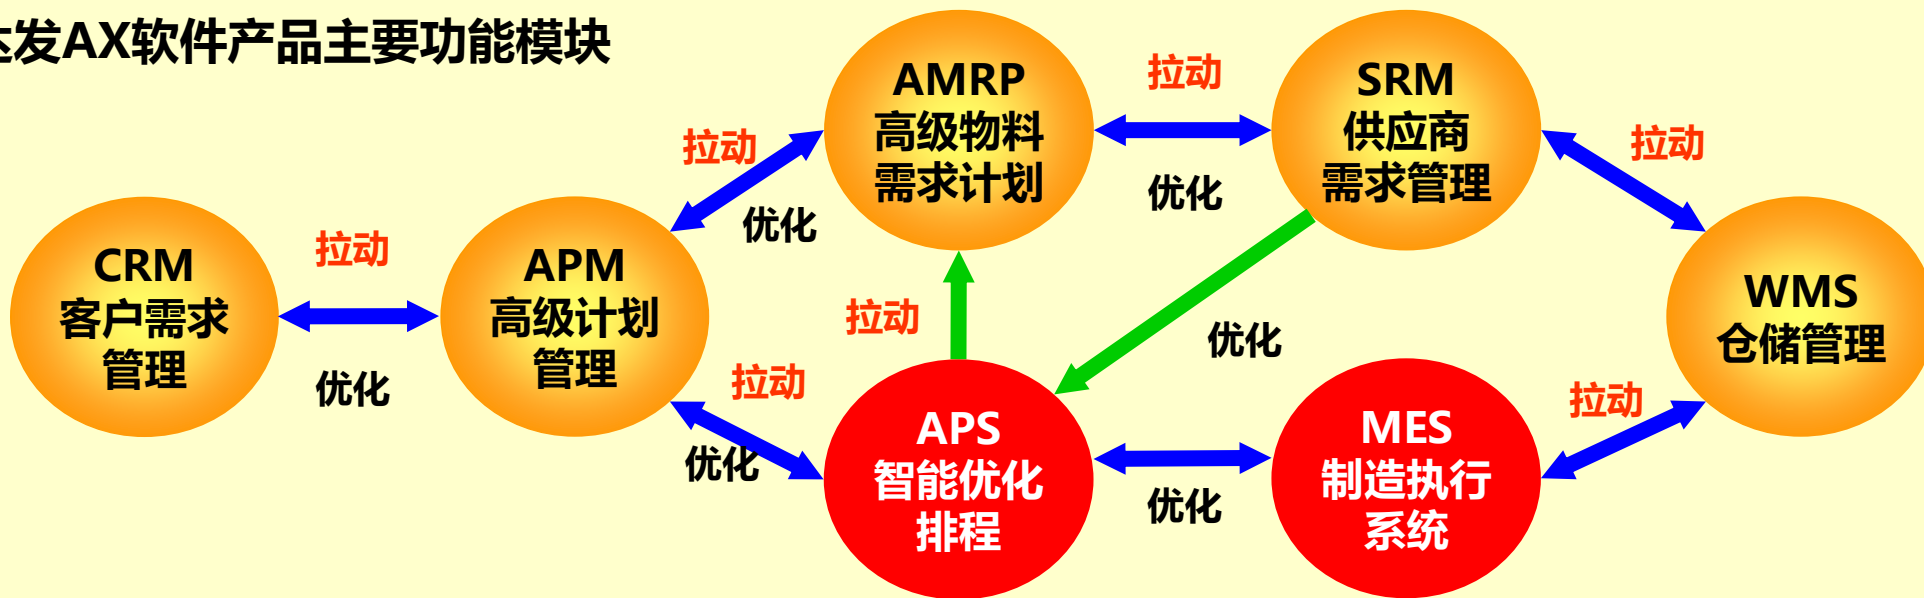 发AX软件产品主要功能模块
CRM
客户需求
管理
拉动
优化
APM
高级计划
管理
拉动
优化
AMRP
高级物料
需求计划
拉动
优化
SRM
供应商
需求管理
拉动
WMS
仓储管理
拉动
优化
拉动
优化
APS
智能优化
排程
优化
MES
制造执行
系统
拉动